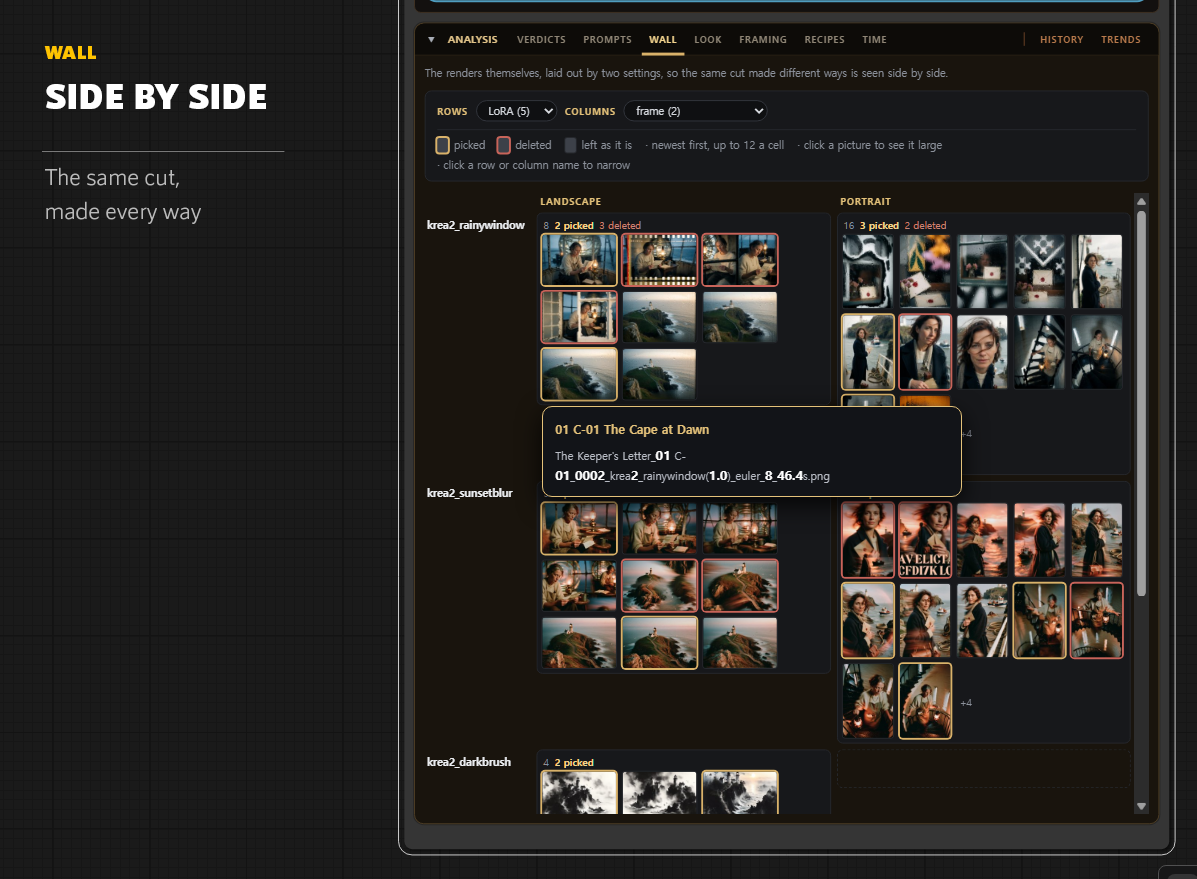 WALL
SIDE BY SIDE
The same cut,
made every way
▼ ANALYSIS VERDICTS PROMPTS WALL LOOK FRAMING RECIPES TIME HISTORY TRENDS
The renders themselves, laid out by two settings, so the same cut made different ways is seen side by side.
ROWS LoRA (5) COLUMNS frame (2)
picked deleted left as it is · newest first, up to 12 a cell · click a picture to see it large
· click a row or column name to narrow
LANDSCAPE PORTRAIT
krea2_rainywindow 8 2 picked 3 deleted 16 3 picked 2 deleted
+4
01 C-01 The Cape at Dawn
The Keeper's Letter_01 C-
01_0002_krea2_rainywindow(1.0)_euler_8_46.4s.png
krea2_sunsetblur
+4
krea2_darkbrush 4 2 picked